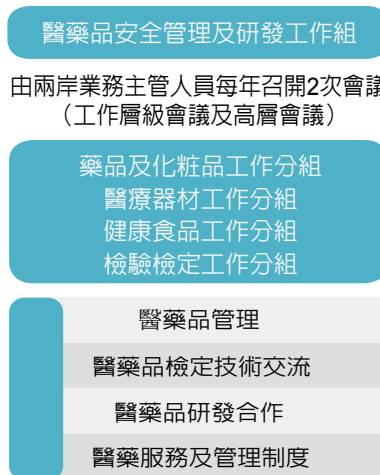 醫藥品安全管理及研發工作組
由兩岸業務主管人員每年召開2次會議
（工作層級會議及高層會議）
藥品及化粧品工作分組
醫療器材工作分組
健康食品工作分組
檢驗檢定工作分組
醫藥品管理
醫藥品檢定技術交流
醫藥品研發合作
醫藥服務及管理制度